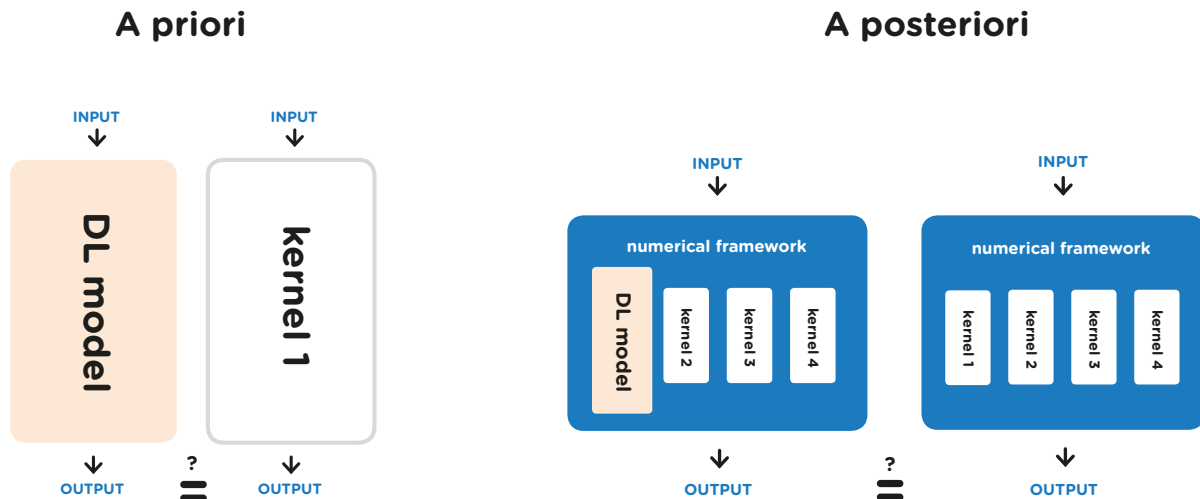 A priori
INPUT
INPUT
DL model
kernel 1
OUTPUT
?
=
OUTPUT
A posteriori
INPUT
INPUT
numerical framework
DL model
kernel 2
kernel 3
kernel 4
numerical framework
kernel 1
kernel 2
kernel 3
kernel 4
OUTPUT
?
=
OUTPUT